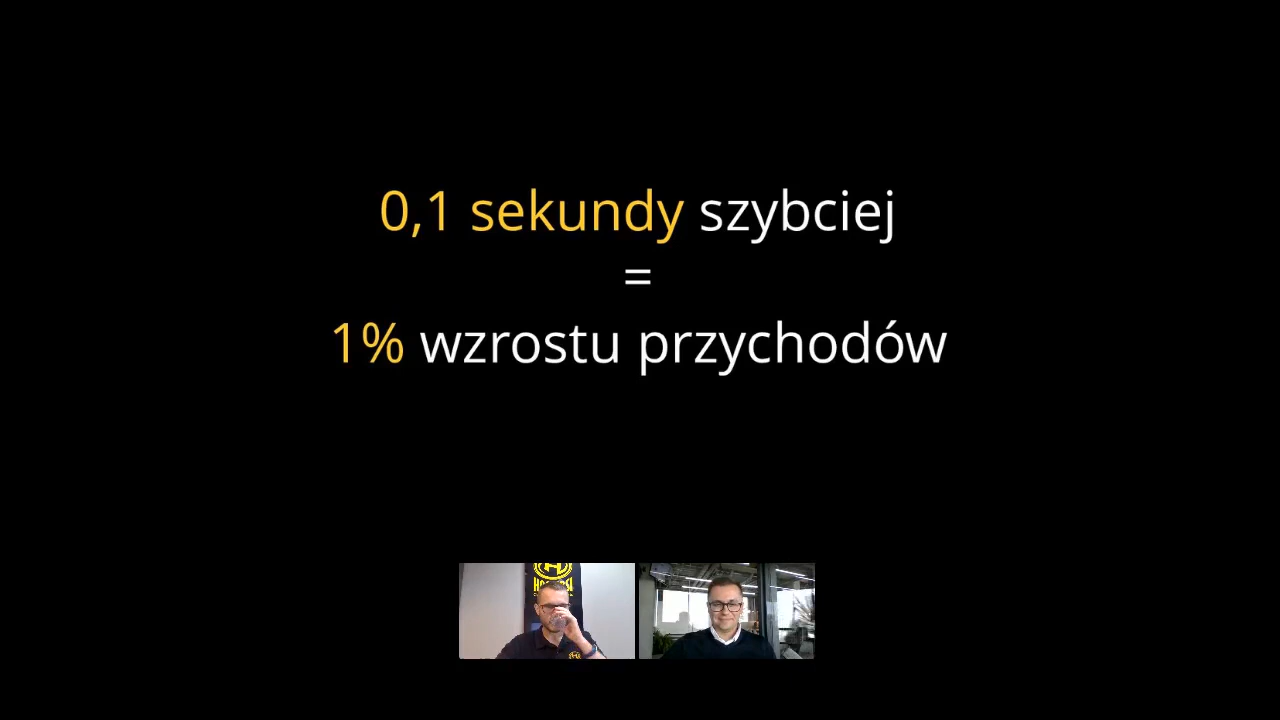 0,1 sekundy szybciej
=
1% wzrostu przychodów